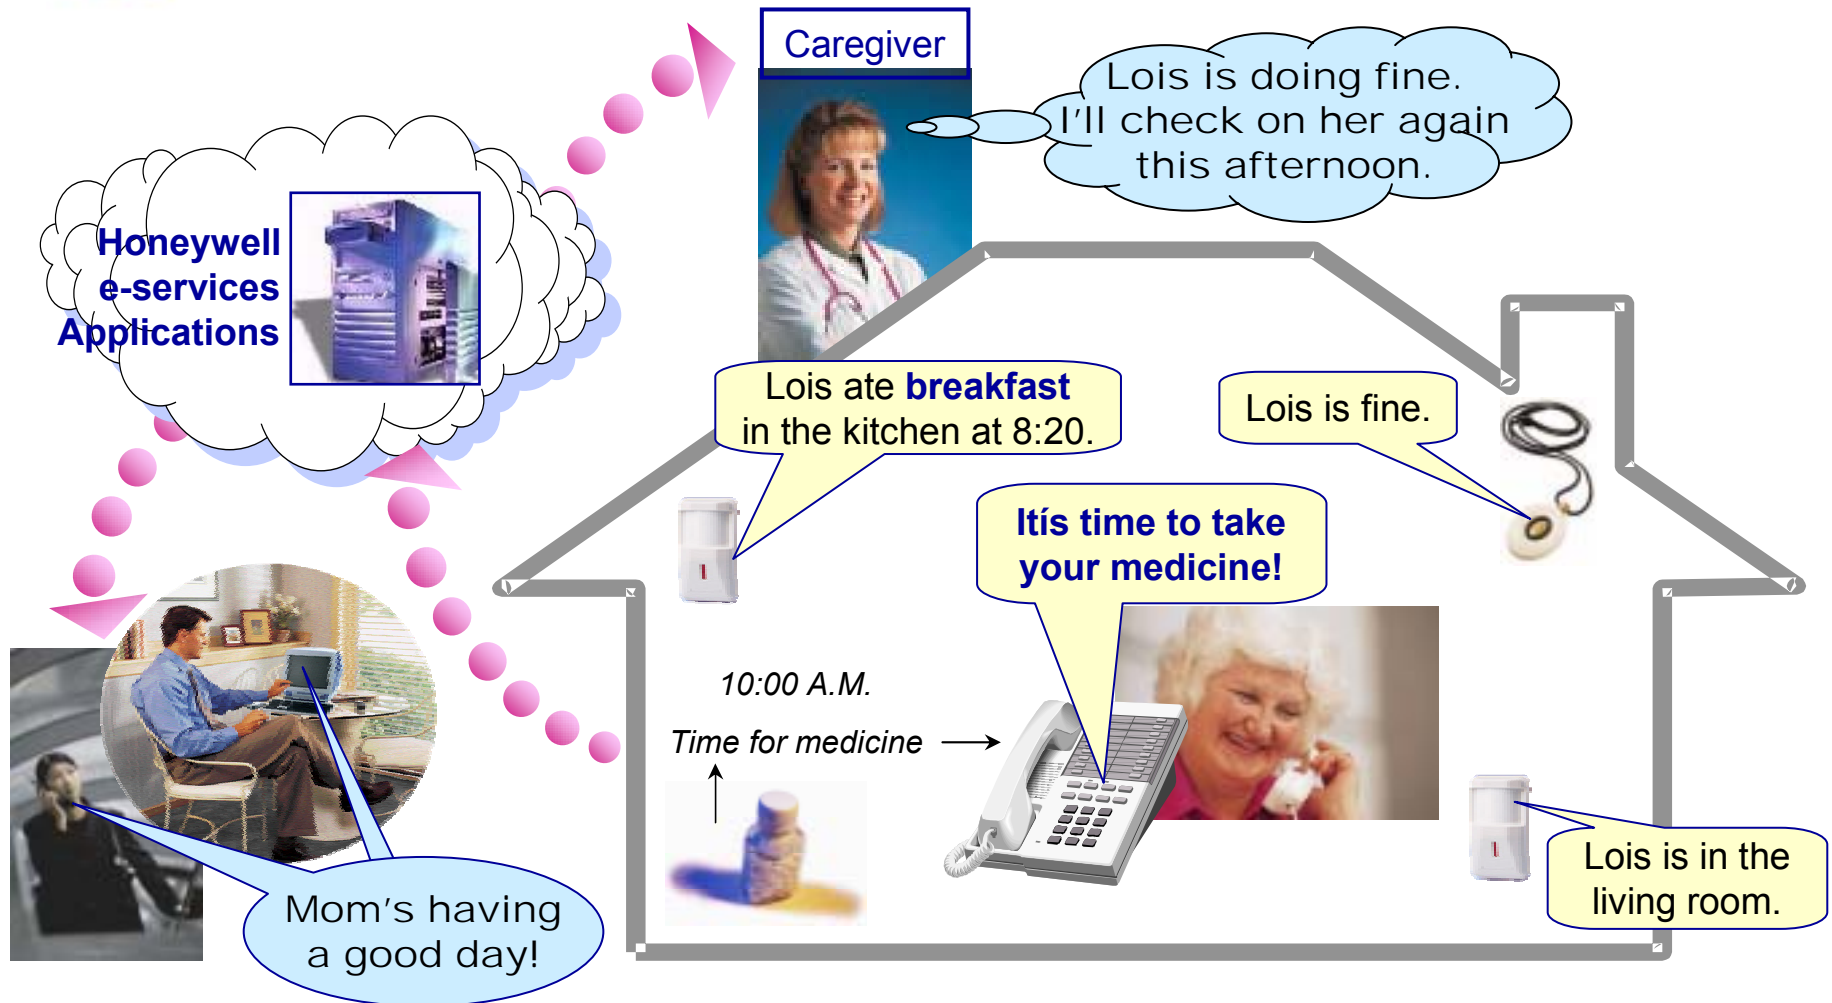 Caregiver
Lois is doing fine.
I'll check on her again
this afternoon.
Honeywell
e-services
Applications
Lois ate breakfast
in the kitchen at 8:20.
Lois is fine.
Itís time to take
your medicine!
10:00 A.M.
Time for medicine
Lois is in the
living room.
Mom's having
a good day!